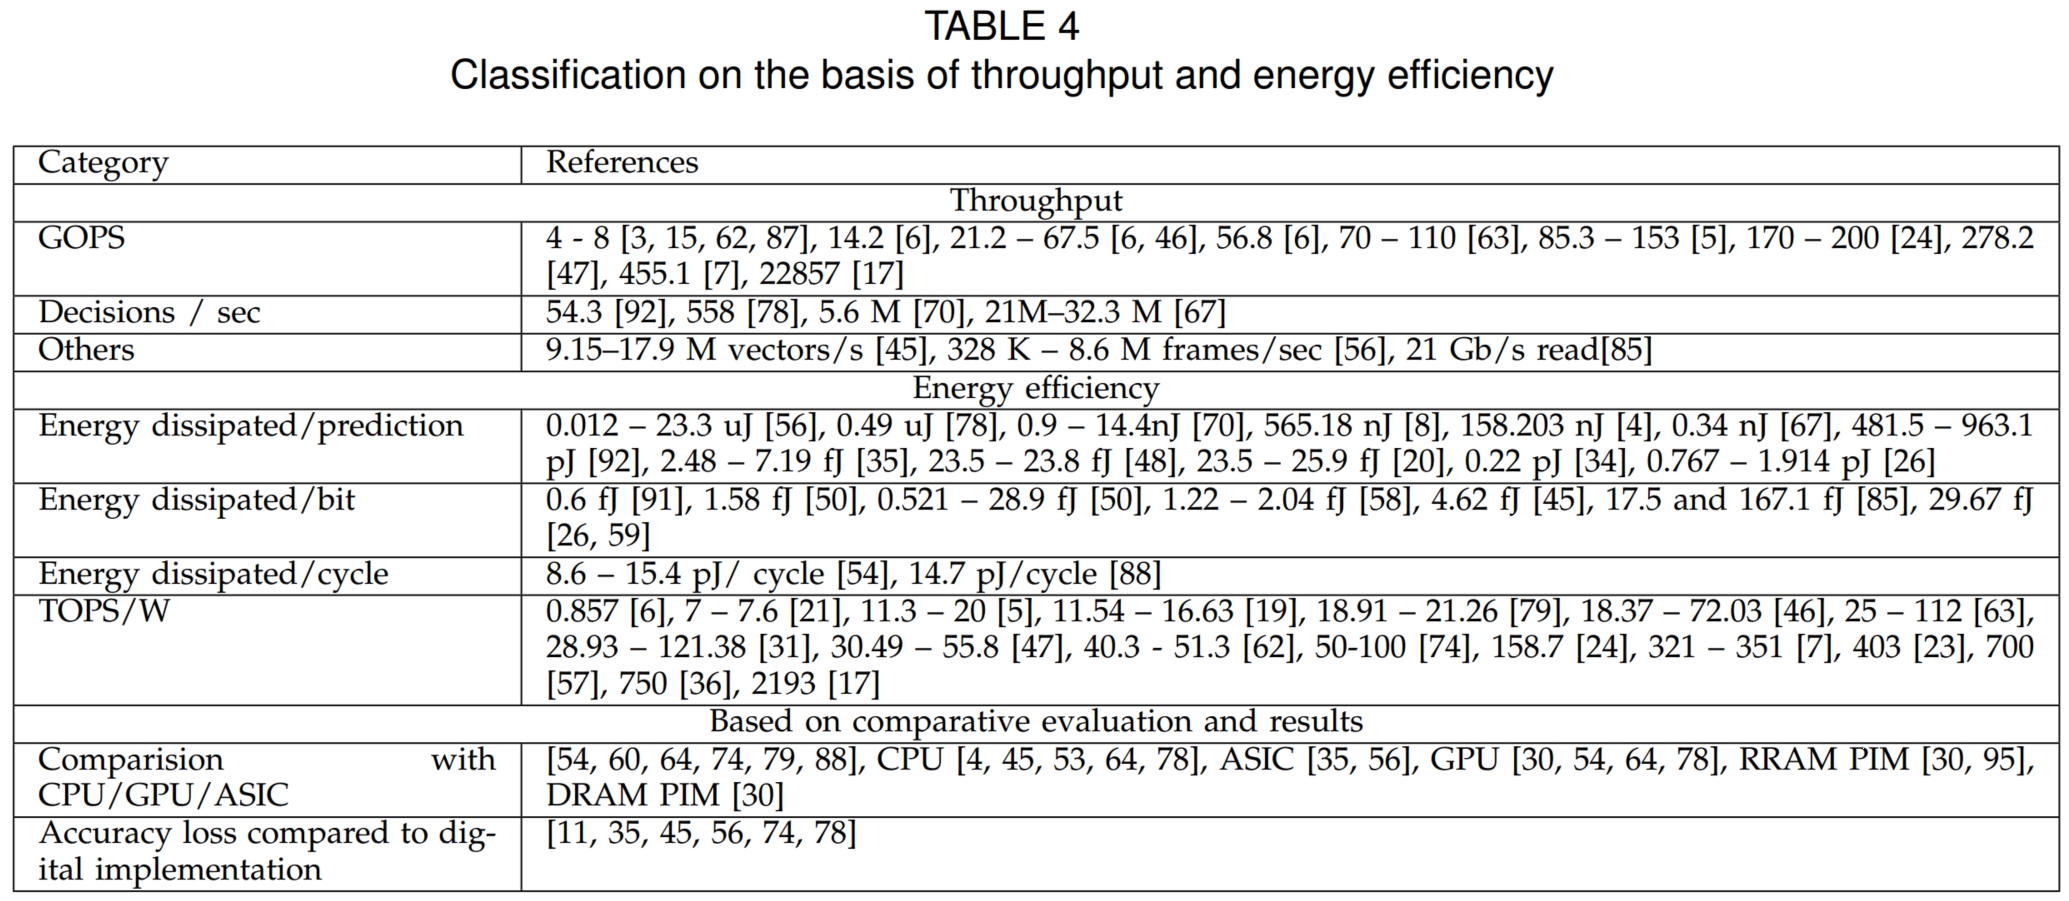 TABLE 4
Classification on the basis of throughput and energy efficiency
Category References
Throughput
GOPS 4 - 8 [3, 15, 62, 87], 14.2 [6], 21.2 – 67.5 [6, 46], 56.8 [6], 70 – 110 [63], 85.3 – 153 [5], 170 – 200 [24], 278.2
[47], 455.1 [7], 22857 [17]
Decisions / sec 54.3 [92], 558 [78], 5.6 M [70], 21M–32.3 M [67]
Others 9.15–17.9 M vectors/s [45], 328 K – 8.6 M frames/sec [56], 21 Gb/s read[85]
Energy efficiency
Energy dissipated/prediction 0.012 – 23.3 uJ [56], 0.49 uJ [78], 0.9 – 14.4nJ [70], 565.18 nJ [8], 158.203 nJ [4], 0.34 nJ [67], 481.5 – 963.1
pJ [92], 2.48 – 7.19 fJ [35], 23.5 – 23.8 fJ [48], 23.5 – 25.9 fJ [20], 0.22 pJ [34], 0.767 – 1.914 pJ [26]
Energy dissipated/bit 0.6 fJ [91], 1.58 fJ [50], 0.521 – 28.9 fJ [50], 1.22 – 2.04 fJ [58], 4.62 fJ [45], 17.5 and 167.1 fJ [85], 29.67 fJ
[26, 59]
Energy dissipated/cycle 8.6 – 15.4 pJ/ cycle [54], 14.7 pJ/cycle [88]
TOPS/W 0.857 [6], 7 – 7.6 [21], 11.3 – 20 [5], 11.54 – 16.63 [19], 18.91 – 21.26 [79], 18.37 – 72.03 [46], 25 – 112 [63],
28.93 – 121.38 [31], 30.49 – 55.8 [47], 40.3 - 51.3 [62], 50-100 [74], 158.7 [24], 321 – 351 [7], 403 [23], 700
[57], 750 [36], 2193 [17]
Based on comparative evaluation and results
Comparision with [54, 60, 64, 74, 79, 88], CPU [4, 45, 53, 64, 78], ASIC [35, 56], GPU [30, 54, 64, 78], RRAM PIM [30, 95],
CPU/GPU/ASIC DRAM PIM [30]
Accuracy loss compared to dig- [11, 35, 45, 56, 74, 78]
ital implementation